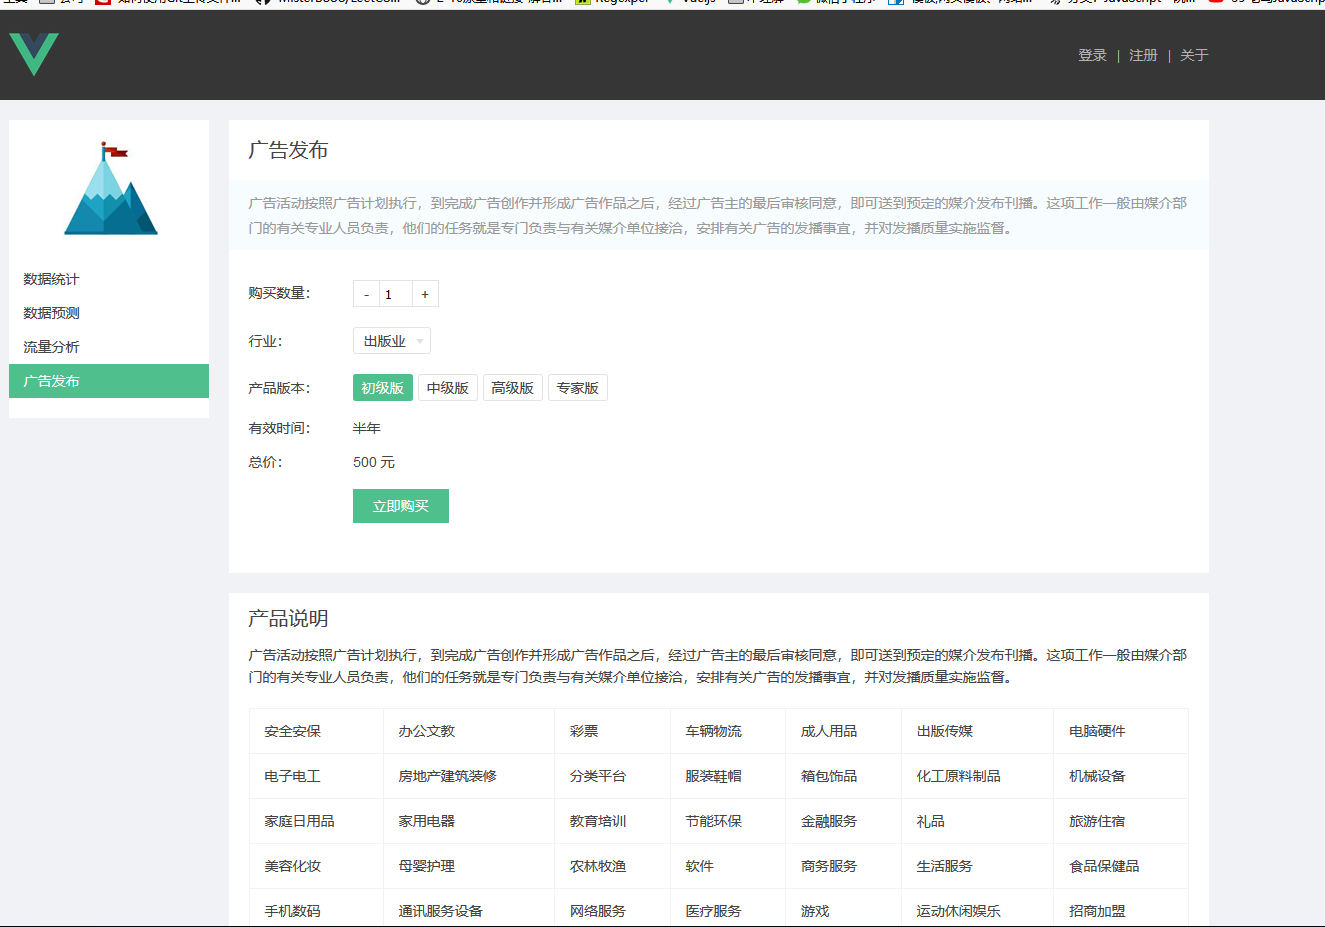 登录 | 注册 | 关于
数据统计
数据预测
流量分析
广告发布
广告发布
广告活动按照广告计划执行，到完成广告创作并形成广告作品之后，经过广告主的最后审核同意，即可送到预定的媒介发布刊播。这项工作一般由媒介部
门的有关专业人员负责，他们的任务就是专门负责与有关媒介单位接洽，安排有关广告的发播事宜，并对发播质量实施监督。
购买数量： - 1 +
行业： 出版业
产品版本： 初级版 中级版 高级版 专家版
有效时间： 半年
总价： 500 元
立即购买
产品说明
广告活动按照广告计划执行，到完成广告创作并形成广告作品之后，经过广告主的最后审核同意，即可送到预定的媒介发布刊播。这项工作一般由媒介部
门的有关专业人员负责，他们的任务就是专门负责与有关媒介单位接洽，安排有关广告的发播事宜，并对发播质量实施监督。
安全安保 办公文教 彩票 车辆物流 成人用品 出版传媒 电脑硬件
电子电工 房地产建筑装修 分类平台 服装鞋帽 箱包饰品 化工原料制品 机械设备
家庭日用品 家用电器 教育培训 节能环保 金融服务 礼品 旅游住宿
美容化妆 母婴护理 农林牧渔 软件 商务服务 生活服务 食品保健品
手机数码 通讯服务设备 网络服务 医疗服务 游戏 运动休闲娱乐 招商加盟